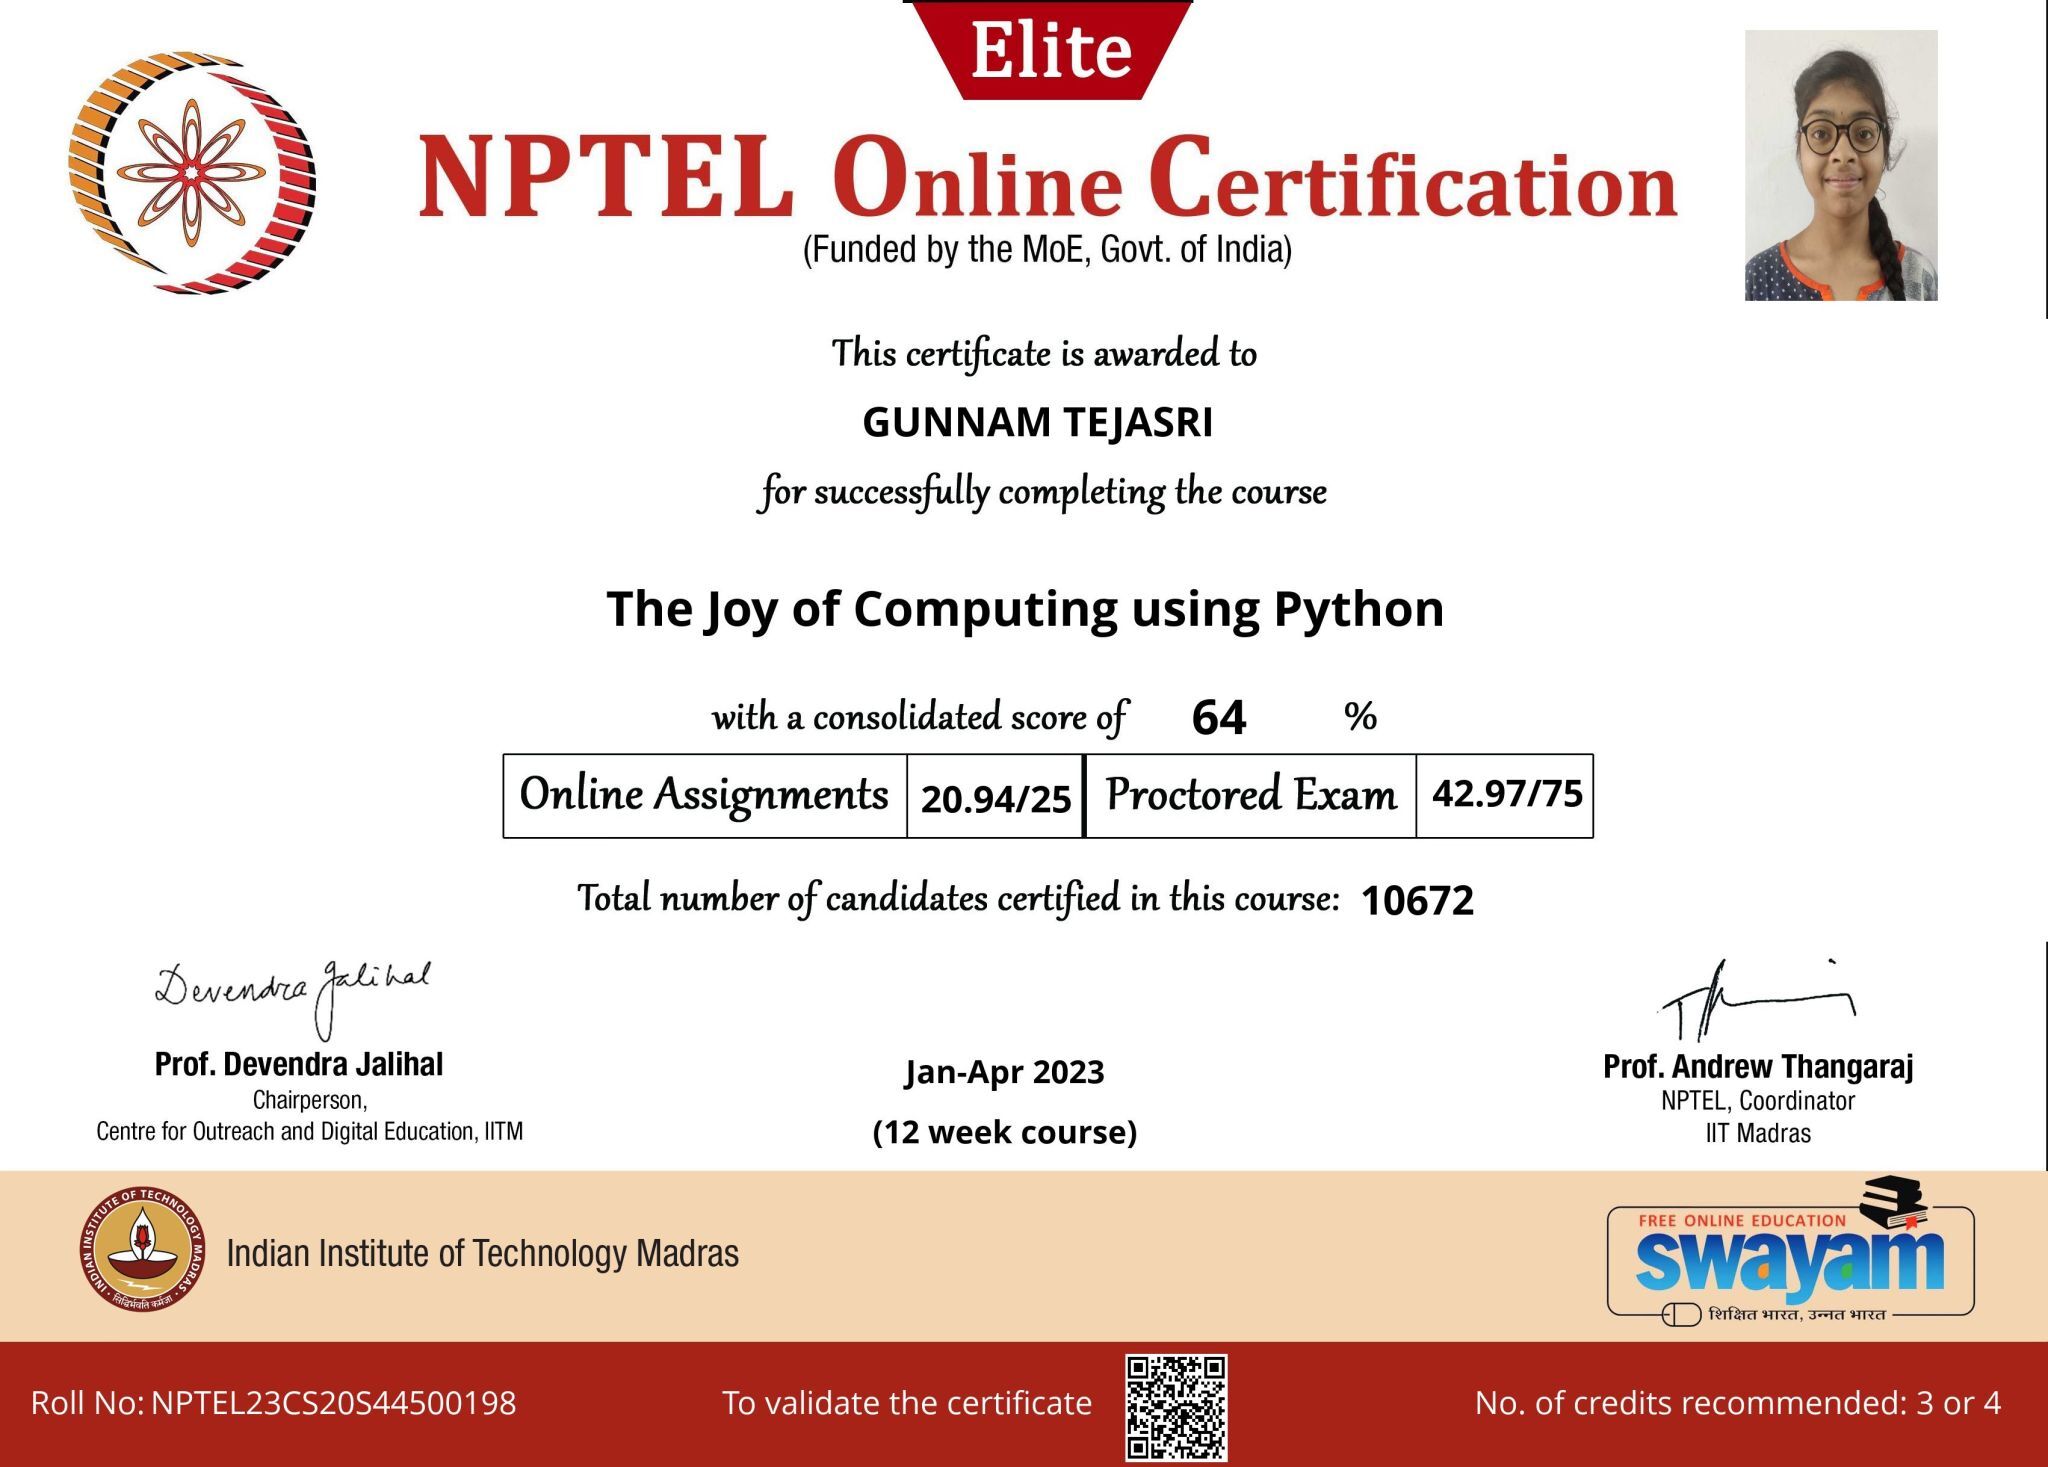 Elite
NPTEL Online Certification
(Funded by the MoE, Govt. of India)
This certificate is awarded to
GUNNAM TEJASRI
for successfully completing the course
The Joy of Computing using Python
with a consolidated score of 64 %
Online Assignments 20.94/25 Proctored Exam 42.97/75
Total number of candidates certified in this course: 10672
Devendra Jalihal
Prof. Devendra Jalihal
Chairperson,
Centre for Outreach and Digital Education, IITM
Jan-Apr 2023
(12 week course)
Prof. Andrew Thangaraj
NPTEL, Coordinator
IIT Madras
INDIAN INSTITUTE OF TECHNOLOGY MADRAS
सिद्धिर्भवति कर्मजा
Indian Institute of Technology Madras
FREE ONLINE EDUCATION
swayam
शिक्षित भारत, उन्नत भारत
Roll No: NPTEL23CS20S44500198
To validate the certificate
No. of credits recommended: 3 or 4